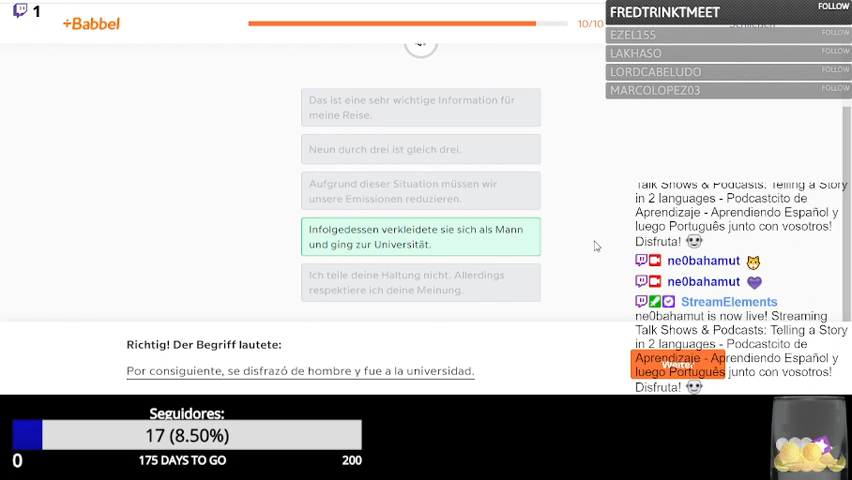 1
+Babbel
10/10
FREDTRINKTMEET FOLLOW
EZEL155 FOLLOW
LAKHASO FOLLOW
LORDCABELUDO FOLLOW
MARCOLOPEZ03 FOLLOW
Das ist eine sehr wichtige Information für
meine Reise.
Neun durch drei ist gleich drei.
Aufgrund dieser Situation müssen wir
unsere Emissionen reduzieren.
Infolgedessen verkleidete sie sich als Mann
und ging zur Universität.
Ich teile deine Haltung nicht. Allerdings
respektiere ich deine Meinung.
Talk Shows & Podcasts: Telling a Story
in 2 languages - Podcastcito de
Aprendizaje - Aprendiendo Español y
luego Português junto con vosotros!
Disfruta!
ne0bahamut
ne0bahamut
StreamElements
ne0bahamut is now live! Streaming
Talk Shows & Podcasts: Telling a Story
in 2 languages - Podcastcito de
Aprendizaje - Aprendiendo Español y
luego Português junto con vosotros!
Disfruta!
Richtig! Der Begriff lautete:
Por consiguiente, se disfrazó de hombre y fue a la universidad.
Weiter
Seguidores:
17 (8.50%)
0 175 DAYS TO GO 200